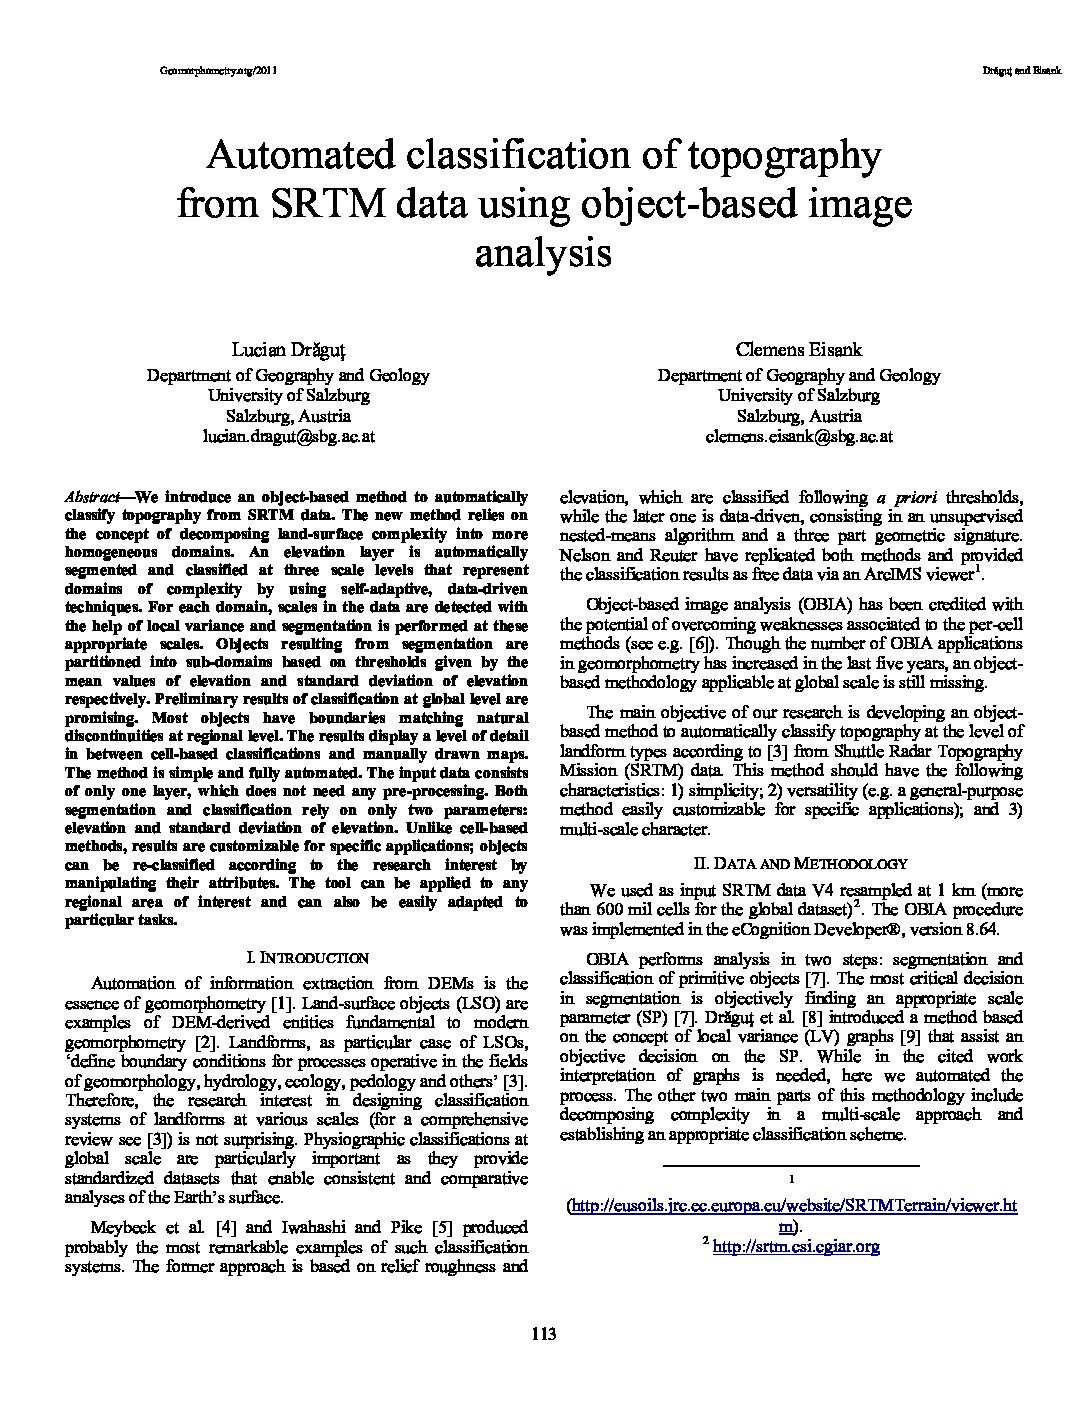 Geomorphometry.org/2011
Drăguţ and Eisank
Automated classification of topography
from SRTM data using object-based image
analysis
Lucian Drăguţ
Department of Geography and Geology
University of Salzburg
Salzburg, Austria
lucian.dragut@sbg.ac.at
Clemens Eisank
Department of Geography and Geology
University of Salzburg
Salzburg, Austria
clemens.eisank@sbg.ac.at
Abstract—We introduce an object-based method to automatically
classify topography from SRTM data. The new method relies on
the concept of decomposing land-surface complexity into more
homogeneous domains. An elevation layer is automatically
segmented and classified at three scale levels that represent
domains of complexity by using self-adaptive, data-driven
techniques. For each domain, scales in the data are detected with
the help of local variance and segmentation is performed at these
appropriate scales. Objects resulting from segmentation are
partitioned into sub-domains based on thresholds given by the
mean values of elevation and standard deviation of elevation
respectively. Preliminary results of classification at global level are
promising. Most objects have boundaries matching natural
discontinuities at regional level. The results display a level of detail
in between cell-based classifications and manually drawn maps.
The method is simple and fully automated. The input data consists
of only one layer, which does not need any pre-processing. Both
segmentation and classification rely on only two parameters:
elevation and standard deviation of elevation. Unlike cell-based
methods, results are customizable for specific applications; objects
can be re-classified according to the research interest by
manipulating their attributes. The tool can be applied to any
regional area of interest and can also be easily adapted to
particular tasks.
I. INTRODUCTION
Automation of information extraction from DEMs is the
essence of geomorphometry [1]. Land-surface objects (LSO) are
examples of DEM-derived entities fundamental to modern
geomorphometry [2]. Landforms, as particular case of LSOs,
‘define boundary conditions for processes operative in the fields
of geomorphology, hydrology, ecology, pedology and others’ [3].
Therefore, the research interest in designing classification
systems of landforms at various scales (for a comprehensive
review see [3]) is not surprising. Physiographic classifications at
global scale are particularly important as they provide
standardized datasets that enable consistent and comparative
analyses of the Earth’s surface.
Meybeck et al. [4] and Iwahashi and Pike [5] produced
probably the most remarkable examples of such classification
systems. The former approach is based on relief roughness and
elevation, which are classified following a priori thresholds,
while the later one is data-driven, consisting in an unsupervised
nested-means algorithm and a three part geometric signature.
Nelson and Reuter have replicated both methods and provided
the classification results as free data via an ArcIMS viewer1.
Object-based image analysis (OBIA) has been credited with
the potential of overcoming weaknesses associated to the per-cell
methods (see e.g. [6]). Though the number of OBIA applications
in geomorphometry has increased in the last five years, an object-
based methodology applicable at global scale is still missing.
The main objective of our research is developing an object-
based method to automatically classify topography at the level of
landform types according to [3] from Shuttle Radar Topography
Mission (SRTM) data. This method should have the following
characteristics: 1) simplicity; 2) versatility (e.g. a general-purpose
method easily customizable for specific applications); and 3)
multi-scale character.
II. DATA AND METHODOLOGY
We used as input SRTM data V4 resampled at 1 km (more
than 600 mil cells for the global dataset)2. The OBIA procedure
was implemented in the eCognition Developer®, version 8.64.
OBIA performs analysis in two steps: segmentation and
classification of primitive objects [7]. The most critical decision
in segmentation is objectively finding an appropriate scale
parameter (SP) [7]. Drăguţ et al. [8] introduced a method based
on the concept of local variance (LV) graphs [9] that assist an
objective decision on the SP. While in the cited work
interpretation of graphs is needed, here we automated the
process. The other two main parts of this methodology include
decomposing complexity in a multi-scale approach and
establishing an appropriate classification scheme.
1
(http://eusoils.jrc.ec.europa.eu/website/SRTMTerrain/viewer.ht
m).
2 http://srtm.csi.cgiar.org
113